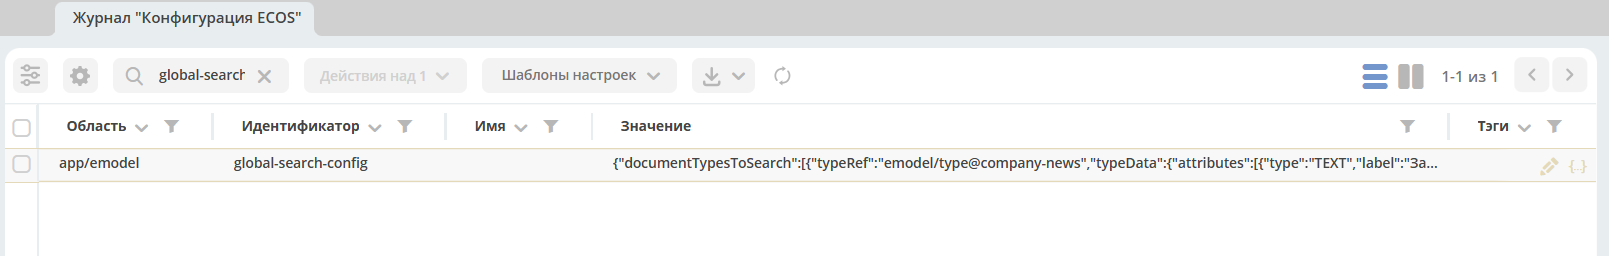 Журнал "Конфигурация ECOS"
global-search
Действия над 1
Шаблоны настроек
1-1 из 1
Область Идентификатор Имя Значение Тэги
app/emodel global-search-config {"documentTypesToSearch":[{"typeRef":"emodel/type@company-news","typeData":{"attributes":[{"type":"TEXT","label":"За... {..}